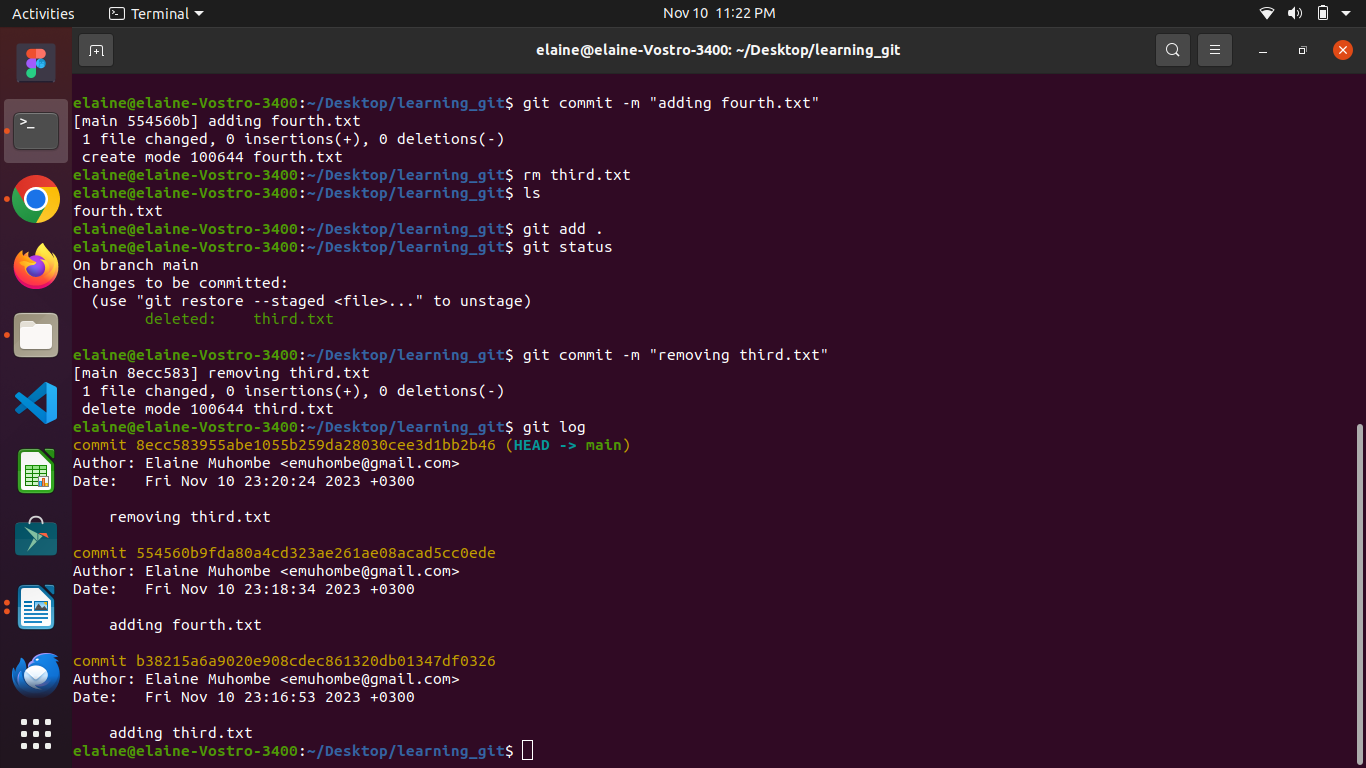 Activities Terminal Nov 10 11:22 PM
elaine@elaine-Vostro-3400: ~/Desktop/learning_git
elaine@elaine-Vostro-3400:~/Desktop/learning_git$ git commit -m "adding fourth.txt"
[main 554560b] adding fourth.txt
 1 file changed, 0 insertions(+), 0 deletions(-)
 create mode 100644 fourth.txt
elaine@elaine-Vostro-3400:~/Desktop/learning_git$ rm third.txt
elaine@elaine-Vostro-3400:~/Desktop/learning_git$ ls
fourth.txt
elaine@elaine-Vostro-3400:~/Desktop/learning_git$ git add .
elaine@elaine-Vostro-3400:~/Desktop/learning_git$ git status
On branch main
Changes to be committed:
  (use "git restore --staged <file>..." to unstage)
        deleted:    third.txt
elaine@elaine-Vostro-3400:~/Desktop/learning_git$ git commit -m "removing third.txt"
[main 8ecc583] removing third.txt
 1 file changed, 0 insertions(+), 0 deletions(-)
 delete mode 100644 third.txt
elaine@elaine-Vostro-3400:~/Desktop/learning_git$ git log
commit 8ecc583955abe1055b259da28030cee3d1bb2b46 (HEAD -> main)
Author: Elaine Muhombe <emuhombe@gmail.com>
Date:   Fri Nov 10 23:20:24 2023 +0300
    removing third.txt
commit 554560b9fda80a4cd323ae261ae08acad5cc0ede
Author: Elaine Muhombe <emuhombe@gmail.com>
Date:   Fri Nov 10 23:18:34 2023 +0300
    adding fourth.txt
commit b38215a6a9020e908cdec861320db01347df0326
Author: Elaine Muhombe <emuhombe@gmail.com>
Date:   Fri Nov 10 23:16:53 2023 +0300
    adding third.txt
elaine@elaine-Vostro-3400:~/Desktop/learning_git$